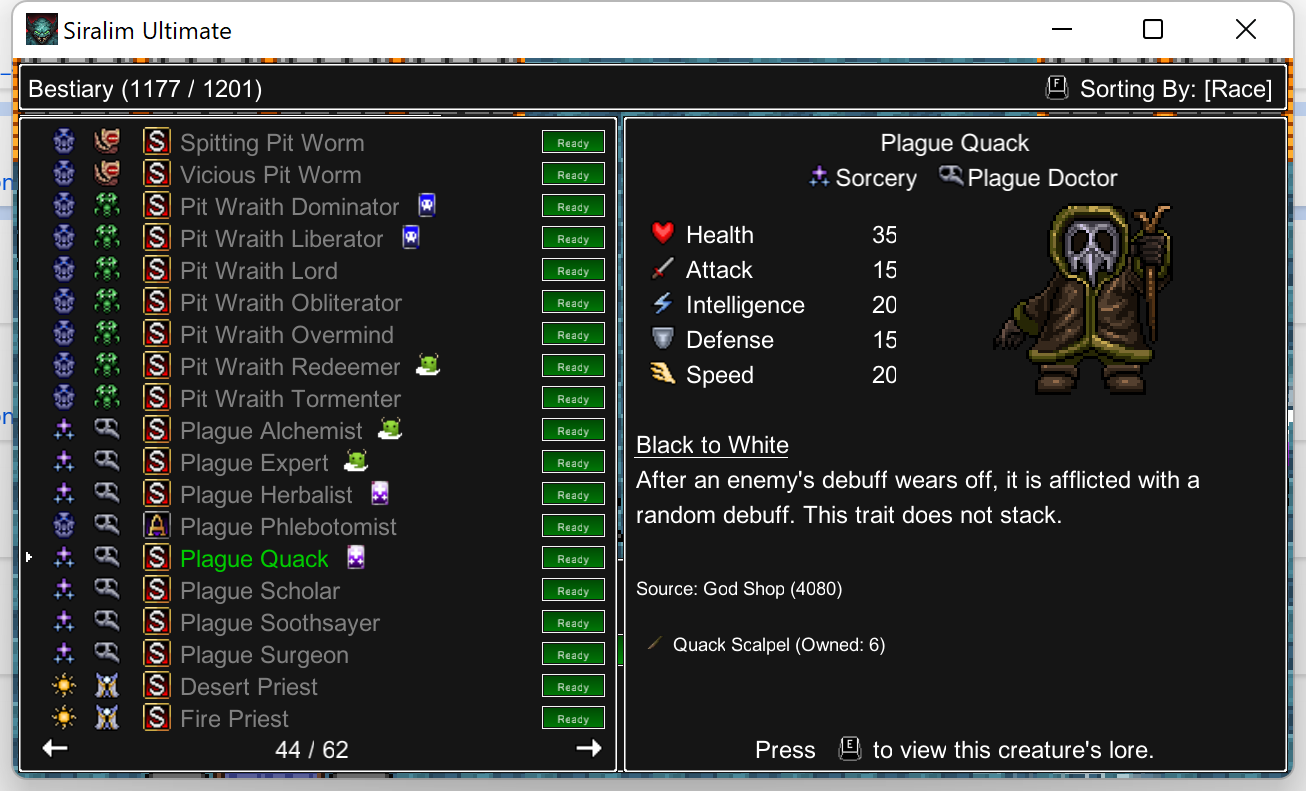 Siralim Ultimate
Bestiary (1177 / 1201)
F
Sorting By: [Race]
S Spitting Pit Worm Ready
S Vicious Pit Worm Ready
S Pit Wraith Dominator Ready
S Pit Wraith Liberator Ready
S Pit Wraith Lord Ready
S Pit Wraith Obliterator Ready
S Pit Wraith Overmind Ready
S Pit Wraith Redeemer Ready
S Pit Wraith Tormenter Ready
S Plague Alchemist Ready
S Plague Expert Ready
S Plague Herbalist Ready
A Plague Phlebotomist Ready
S Plague Quack Ready
S Plague Scholar Ready
S Plague Soothsayer Ready
S Plague Surgeon Ready
S Desert Priest Ready
S Fire Priest Ready
44 / 62
Plague Quack
Sorcery Plague Doctor
Health 35
Attack 15
Intelligence 20
Defense 15
Speed 20
Black to White
After an enemy's debuff wears off, it is afflicted with a
random debuff. This trait does not stack.
Source: God Shop (4080)
Quack Scalpel (Owned: 6)
Press E to view this creature's lore.